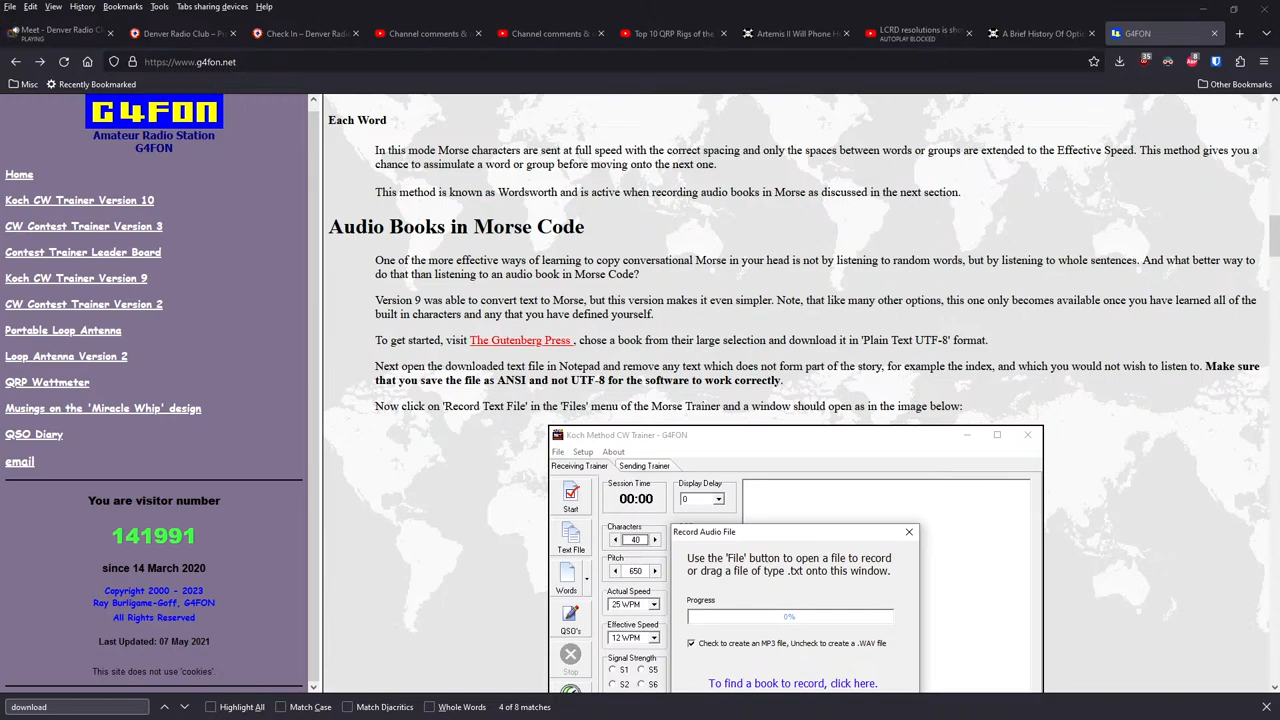 File Edit View History Bookmarks Tools Tabs sharing devices Help
Meet - Denver Radio Cl
PLAYING
Denver Radio Club – P
Check In – Denver Radio
Channel comments &
Channel comments &
Top 10 QRP Rigs of the
Artemis II Will Phone H
LCRD resolutions is sho
AUTOPLAY BLOCKED
A Brief History Of Opti
G4FON
https://www.g4fon.net
35
8
Misc
Recently Bookmarked
Other Bookmarks
G4FON
Amateur Radio Station
G4FON
Home
Koch CW Trainer Version 10
CW Contest Trainer Version 3
Contest Trainer Leader Board
Koch CW Trainer Version 9
CW Contest Trainer Version 2
Portable Loop Antenna
Loop Antenna Version 2
QRP Wattmeter
Musings on the 'Miracle Whip' design
QSO Diary
email
You are visitor number
141991
since 14 March 2020
Copyright 2000 - 2023
Ray Burligame-Goff, G4FON
All Rights Reserved
Last Updated: 07 May 2021
This site does not use 'cookies'.
Each Word
In this mode Morse characters are sent at full speed with the correct spacing and only the spaces between words or groups are extended to the Effective Speed. This method gives you a
chance to assimulate a word or group before moving onto the next one.
This method is known as Wordsworth and is active when recording audio books in Morse as discussed in the next section.
Audio Books in Morse Code
One of the more effective ways of learning to copy conversational Morse in your head is not by listening to random words, but by listening to whole sentences. And what better way to
do that than listening to an audio book in Morse Code?
Version 9 was able to convert text to Morse, but this version makes it even simpler. Note, that like many other options, this one only becomes available once you have learned all of the
built in characters and any that you have defined yourself.
To get started, visit The Gutenberg Press , chose a book from their large selection and download it in 'Plain Text UTF-8' format.
Next open the downloaded text file in Notepad and remove any text which does not form part of the story, for example the index, and which you would not wish to listen to. Make sure
that you save the file as ANSI and not UTF-8 for the software to work correctly.
Now click on 'Record Text File' in the 'Files' menu of the Morse Trainer and a window should open as in the image below:
Koch Method CW Trainer - G4FON
File Setup About
Receiving Trainer Sending Trainer
Start
Text File
Words
QSO's
Stop
Session Time
00:00
Display Delay
0
Characters
40
Pitch
650
Actual Speed
25 WPM
Effective Speed
12 WPM
Signal Strength
S1 S5
S2 S6
Record Audio File
Use the 'File' button to open a file to record
or drag a file of type .txt onto this window.
Progress
0%
Check to create an MP3 file, Uncheck to create a .WAV file
To find a book to record, click here.
download
Highlight All
Match Case
Match Diacritics
Whole Words
4 of 8 matches